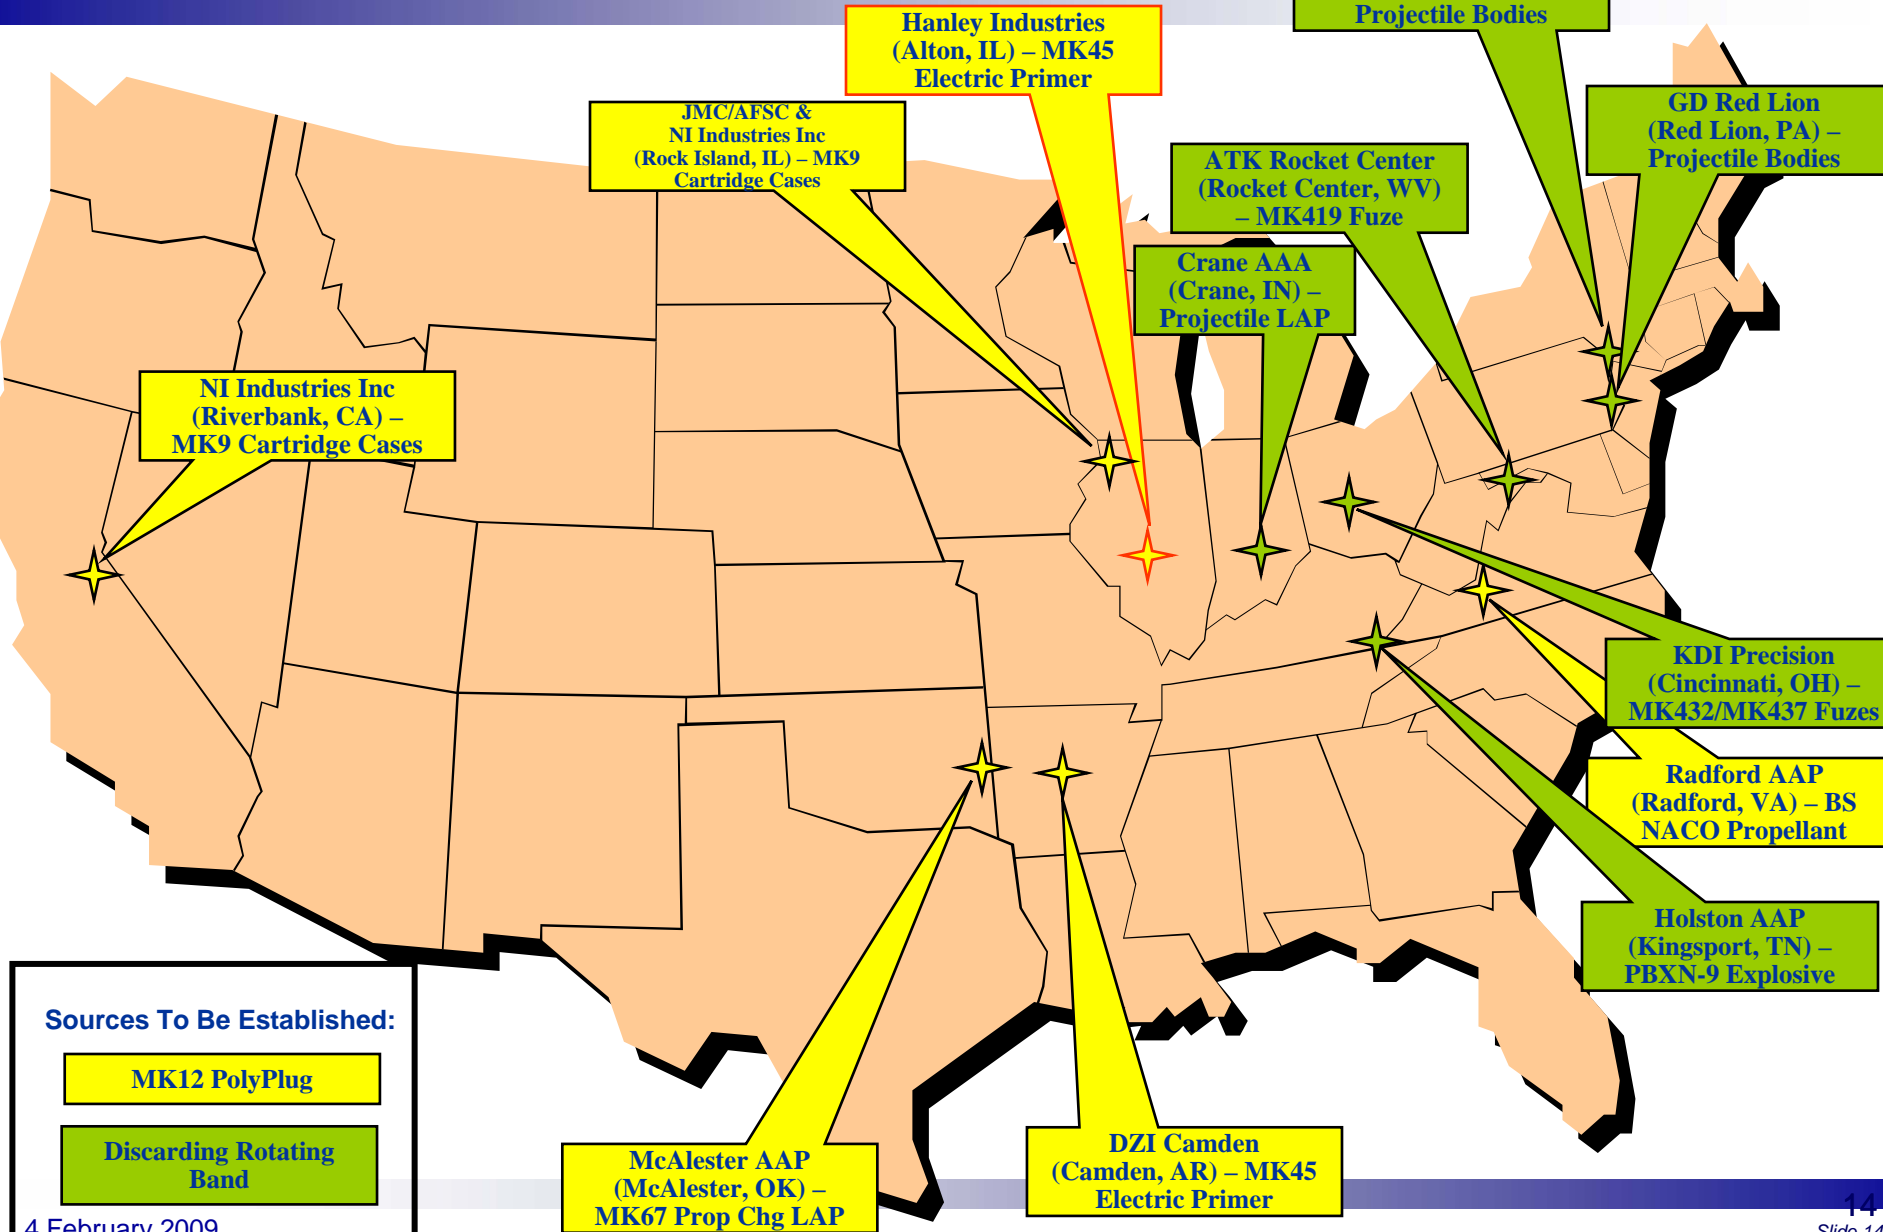 Projectile Bodies
Hanley Industries
(Alton, IL) – MK45
Electric Primer
GD Red Lion
(Red Lion, PA) –
Projectile Bodies
JMC/AFSC &
NI Industries Inc
(Rock Island, IL) – MK9
Cartridge Cases
ATK Rocket Center
(Rocket Center, WV)
– MK419 Fuze
Crane AAA
(Crane, IN) –
Projectile LAP
NI Industries Inc
(Riverbank, CA) –
MK9 Cartridge Cases
KDI Precision
(Cincinnati, OH) –
MK432/MK437 Fuzes
Radford AAP
(Radford, VA) – BS
NACO Propellant
Holston AAP
(Kingsport, TN) –
PBXN-9 Explosive
Sources To Be Established:
MK12 PolyPlug
Discarding Rotating
Band
McAlester AAP
(McAlester, OK) –
MK67 Prop Chg LAP
DZI Camden
(Camden, AR) – MK45
Electric Primer
4 February 2009
14
Slide 14